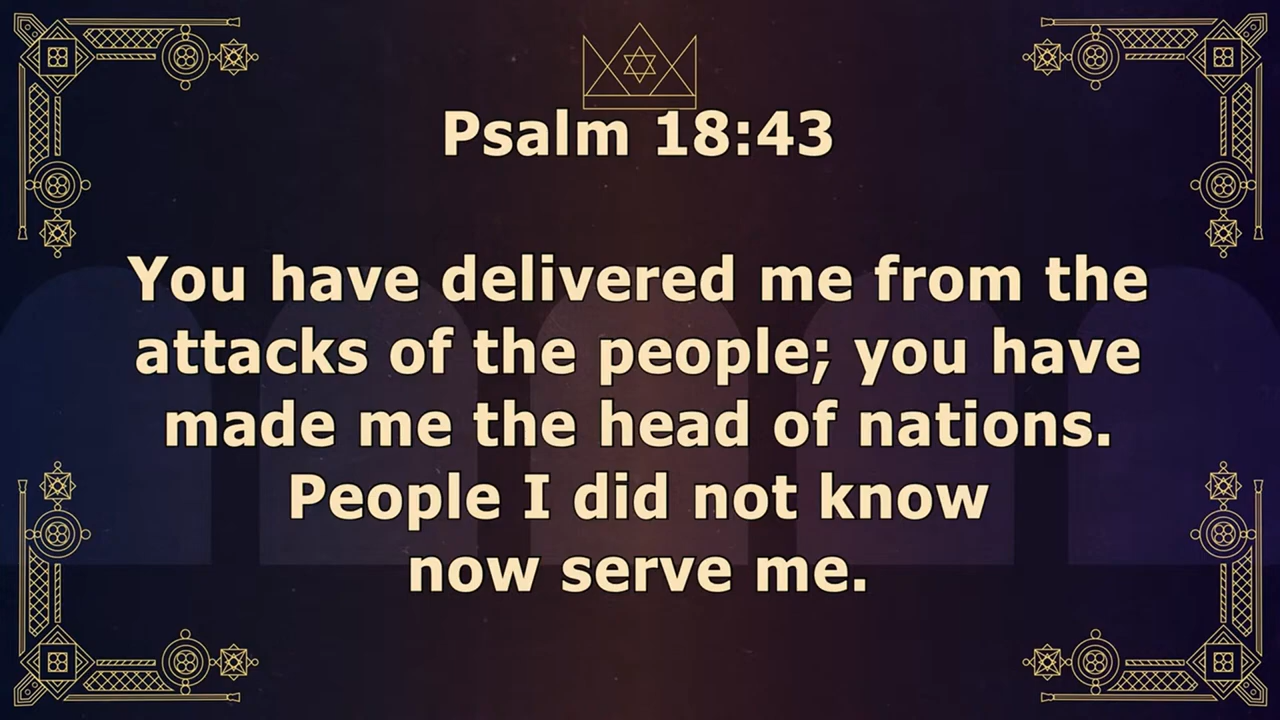 Psalm 18:43
You have delivered me from the
attacks of the people; you have
made me the head of nations.
People I did not know
now serve me.